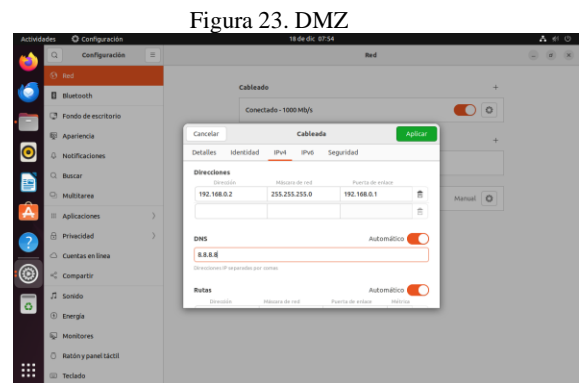 Figura 23. DMZ
Actividades Configuración 18 de dic 07:54
Configuración Red
Red
Bluetooth
Fondo de escritorio
Apariencia
Notificaciones
Buscar
Multitarea
Aplicaciones
Privacidad
Cuentas en línea
Compartir
Sonido
Energía
Monitores
Ratón y panel táctil
Teclado
Cableado
Conectado - 1000 Mb/s
Manual
Cancelar Cableada Aplicar
Detalles Identidad IPv4 IPv6 Seguridad
Direcciones
Dirección Máscara de red Puerta de enlace
192.168.0.2 255.255.255.0 192.168.0.1
DNS Automático
8.8.8.8
Direcciones IP separadas por comas
Rutas Automático
Dirección Máscara de red Puerta de enlace Métrica